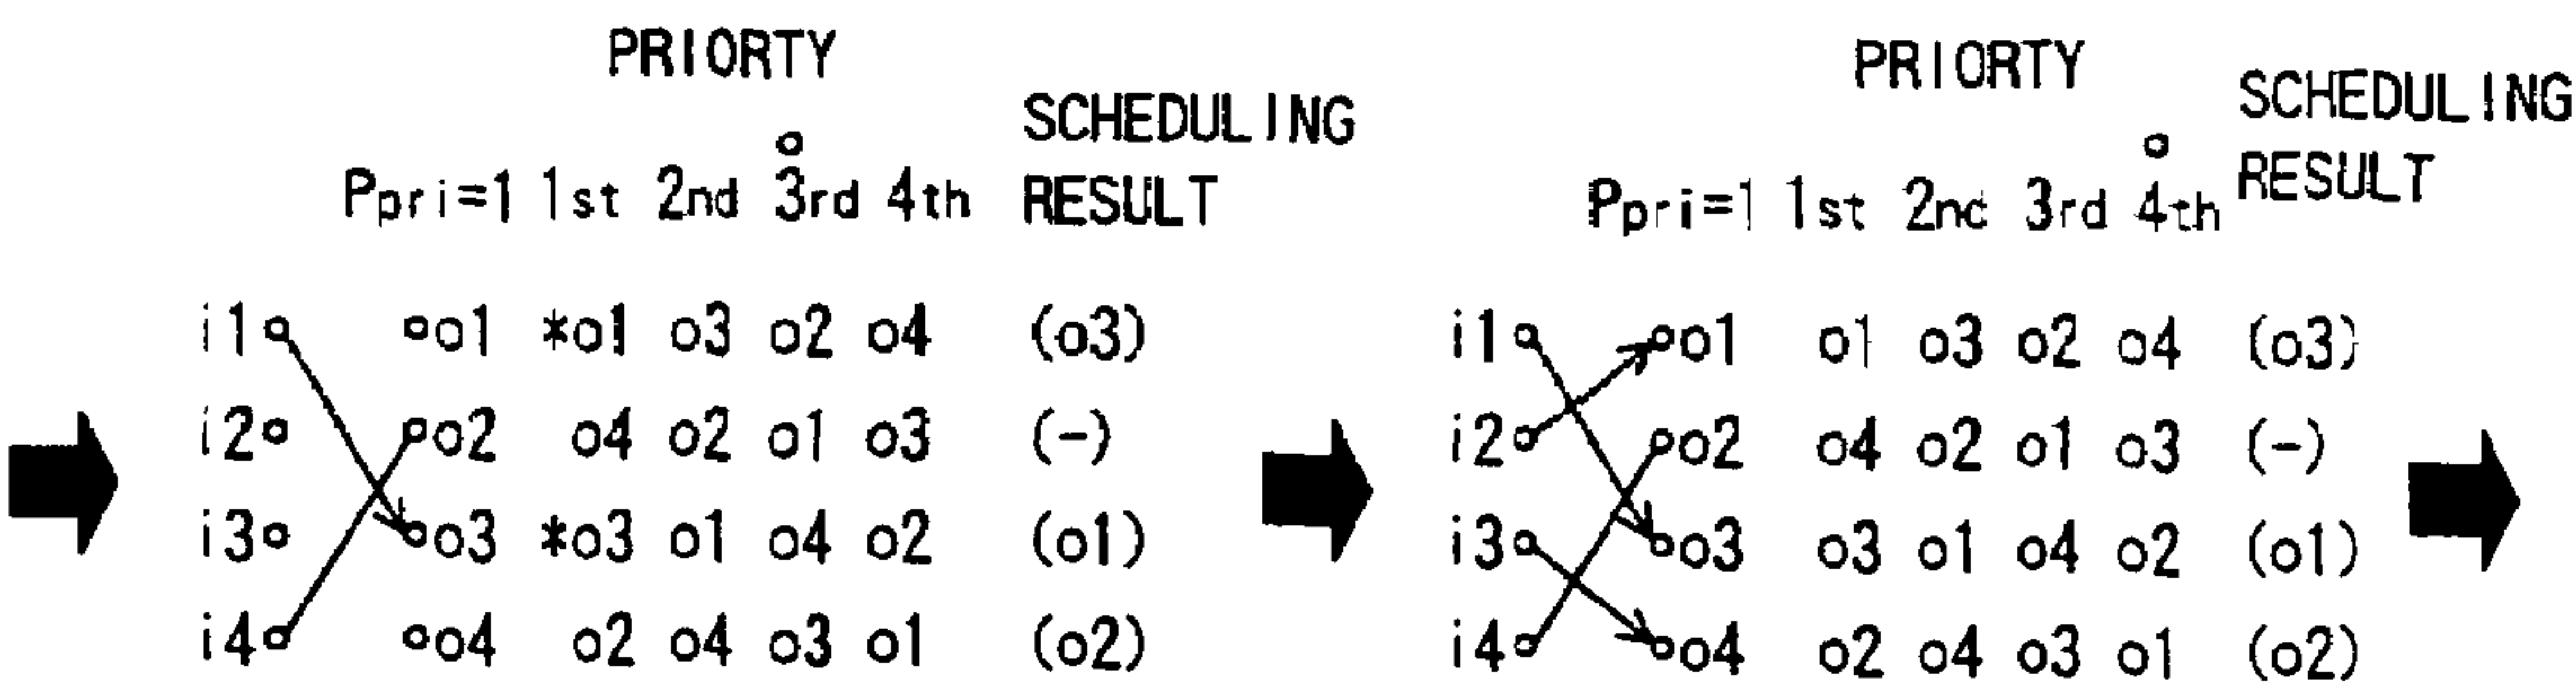 PRIORTY
SCHEDULING
Ppri=1 1st 2nd 3rd 4th RESULT
i1 o1 *o1 o3 o2 o4 (o3)
i2 o2 o4 o2 o1 o3 (-)
i3 o3 *o3 o1 o4 o2 (o1)
i4 o4 o2 o4 o3 o1 (o2)
PRIORTY
SCHEDULING
Ppri=1 1st 2nd 3rd 4th RESULT
i1 o1 o1 o3 o2 o4 (o3)
i2 o2 o4 o2 o1 o3 (-)
i3 o3 o3 o1 o4 o2 (o1)
i4 o4 o2 o4 o3 o1 (o2)